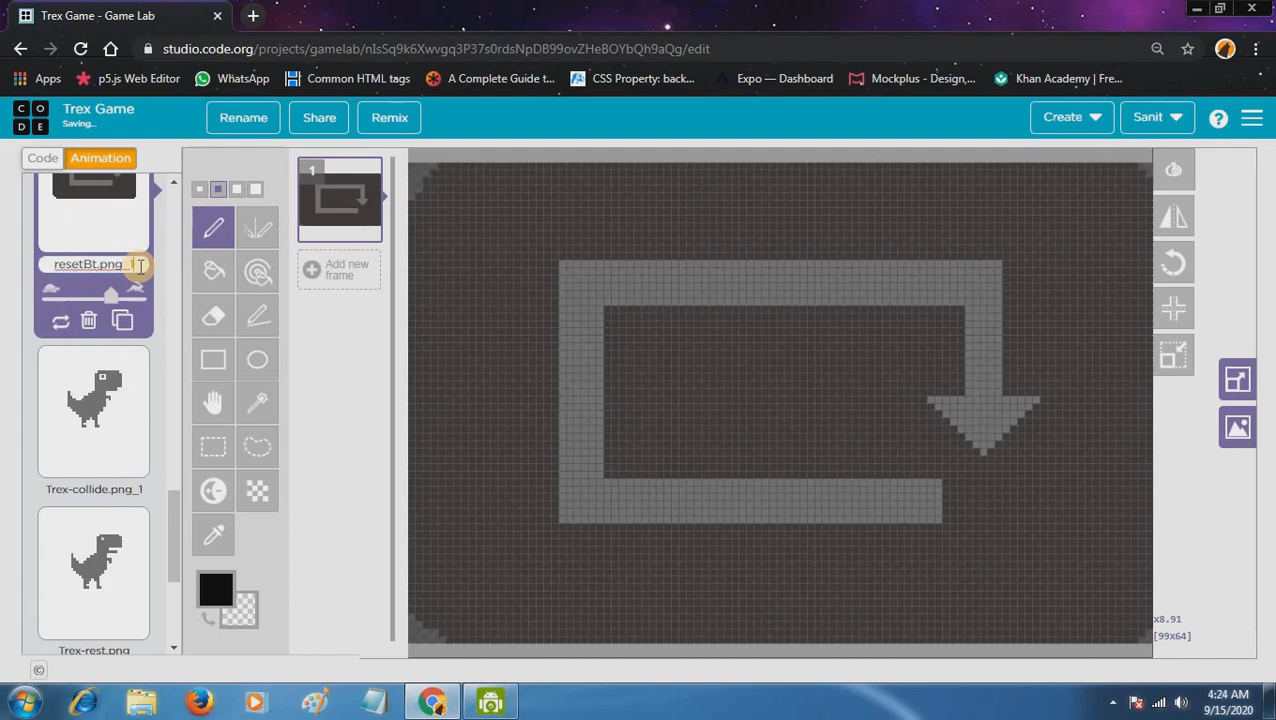 Trex Game - Game Lab
studio.code.org/projects/gamelab/nIsSq9k6Xwvgq3P37s0rdsNpDB99ovZHeBOYbQh9aQg/edit
Apps
p5.js Web Editor
WhatsApp
Common HTML tags
A Complete Guide t...
CSS Property: back...
Expo — Dashboard
Mockplus - Design,...
Khan Academy | Fre...
C O
D E
Trex Game
Saving...
Rename
Share
Remix
Create
Sanit
Code
Animation
1
resetBt.png_1
Add new
frame
Trex-collide.png_1
Trex-rest.png
x8.91
[99x64]
4:24 AM
9/15/2020